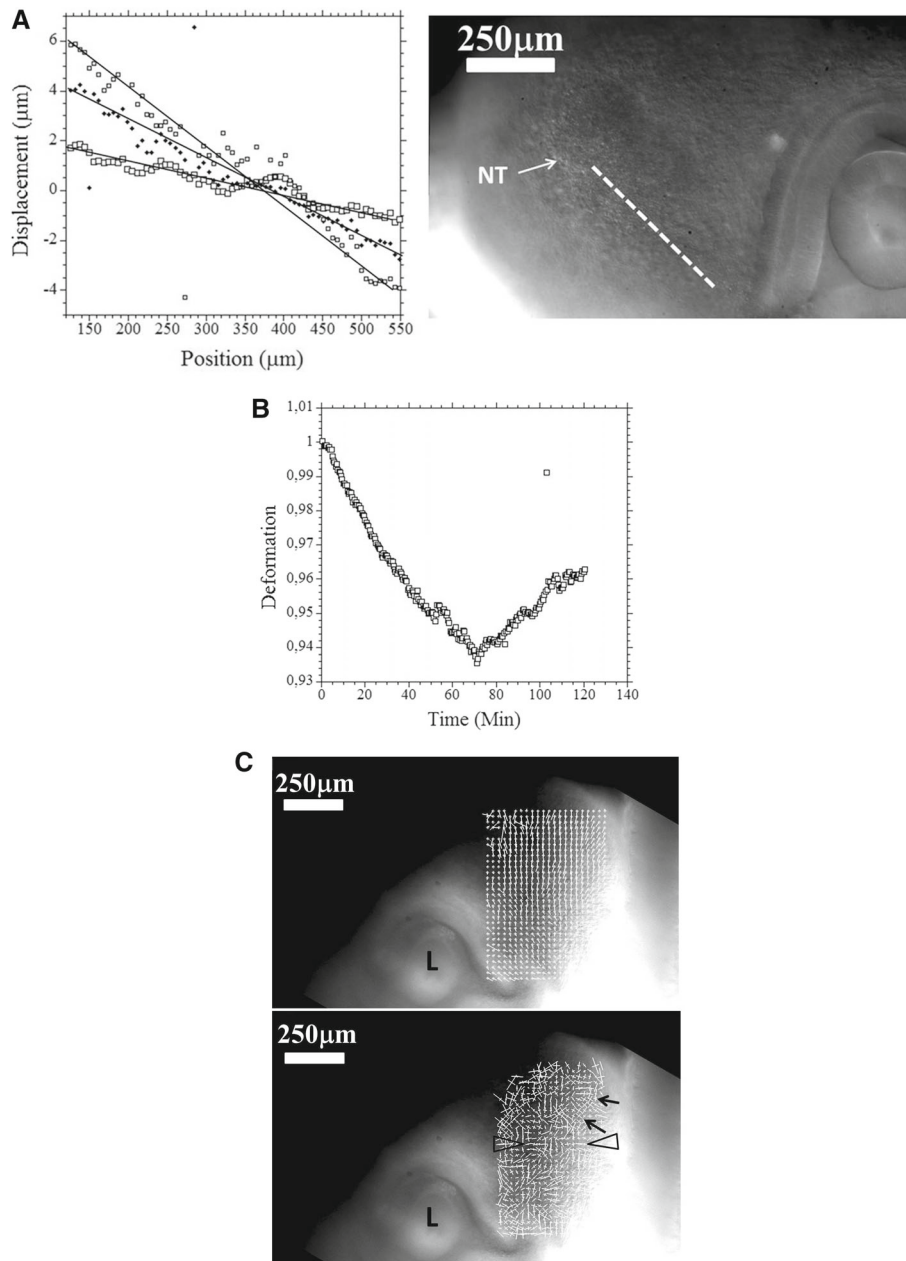 A
6
4
2
0
-2
-4
Displacement (μm)
150 200 250 300 350 400 450 500 550
Position (μm)
250μm
NT
B
1,01
1
0,99
0,98
0,97
0,96
0,95
0,94
0,93
Deformation
0 20 40 60 80 100 120 140
Time (Min)
C
250μm
L
250μm
L